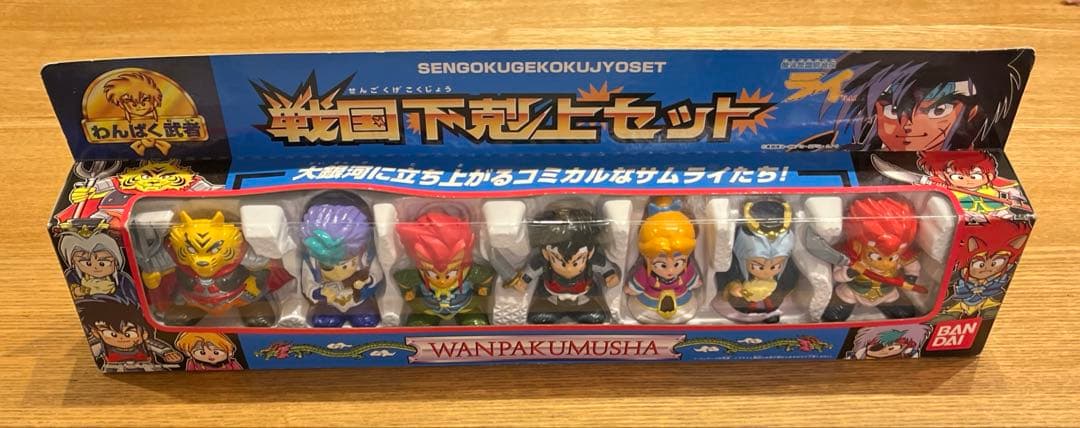 SENGOKUGEKOKUJYOSET
せんごくげこくじょう
戦国下剋上セット
わんぱく武者
ライ
大銀河に立ち上がるコミカルなサムライたち!
WANPAKUMUSHA
BAN
DAI